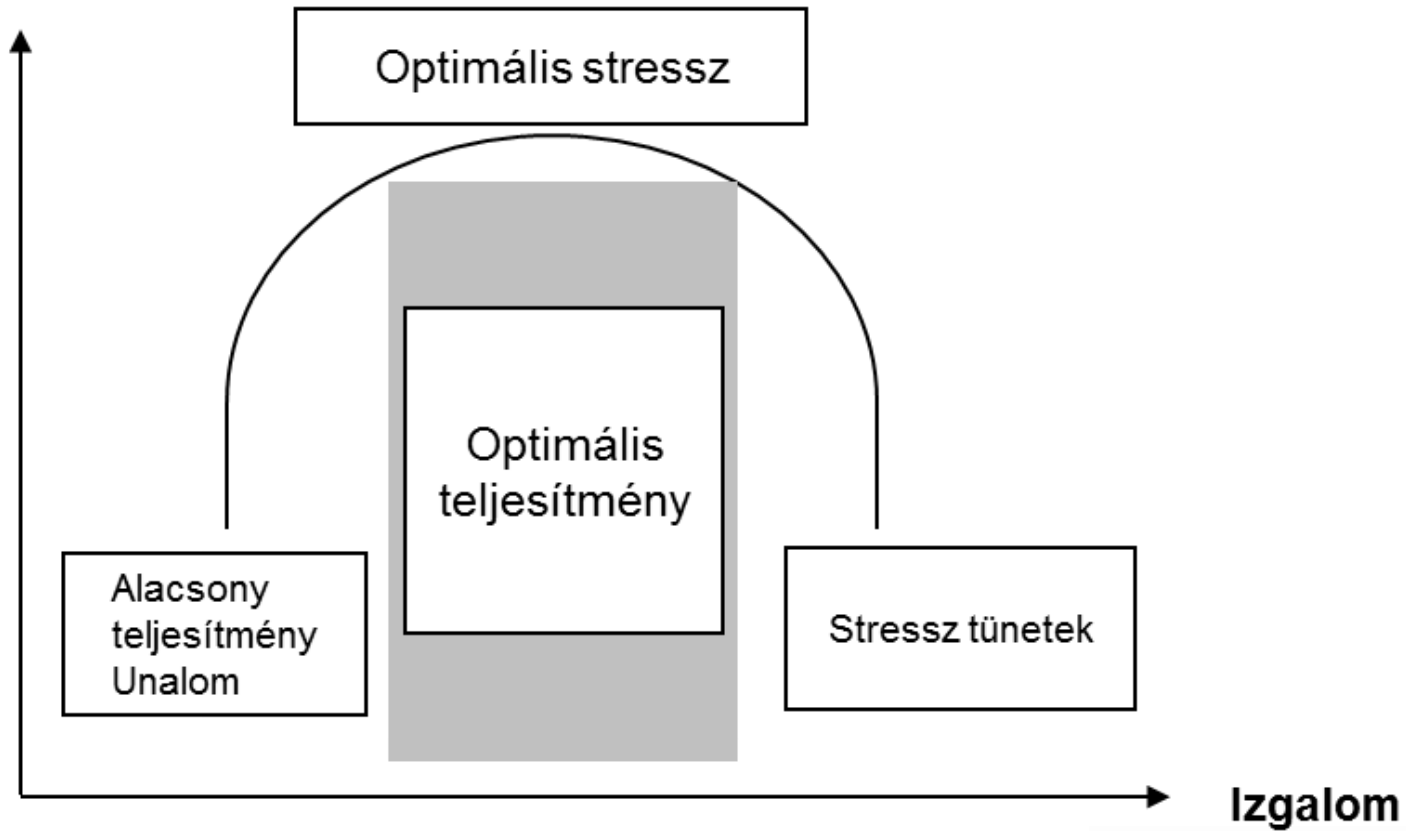 Optimális stressz
Optimális
teljesítmény
Alacsony
teljesítmény
Unalom
Stressz tünetek
Izgalom